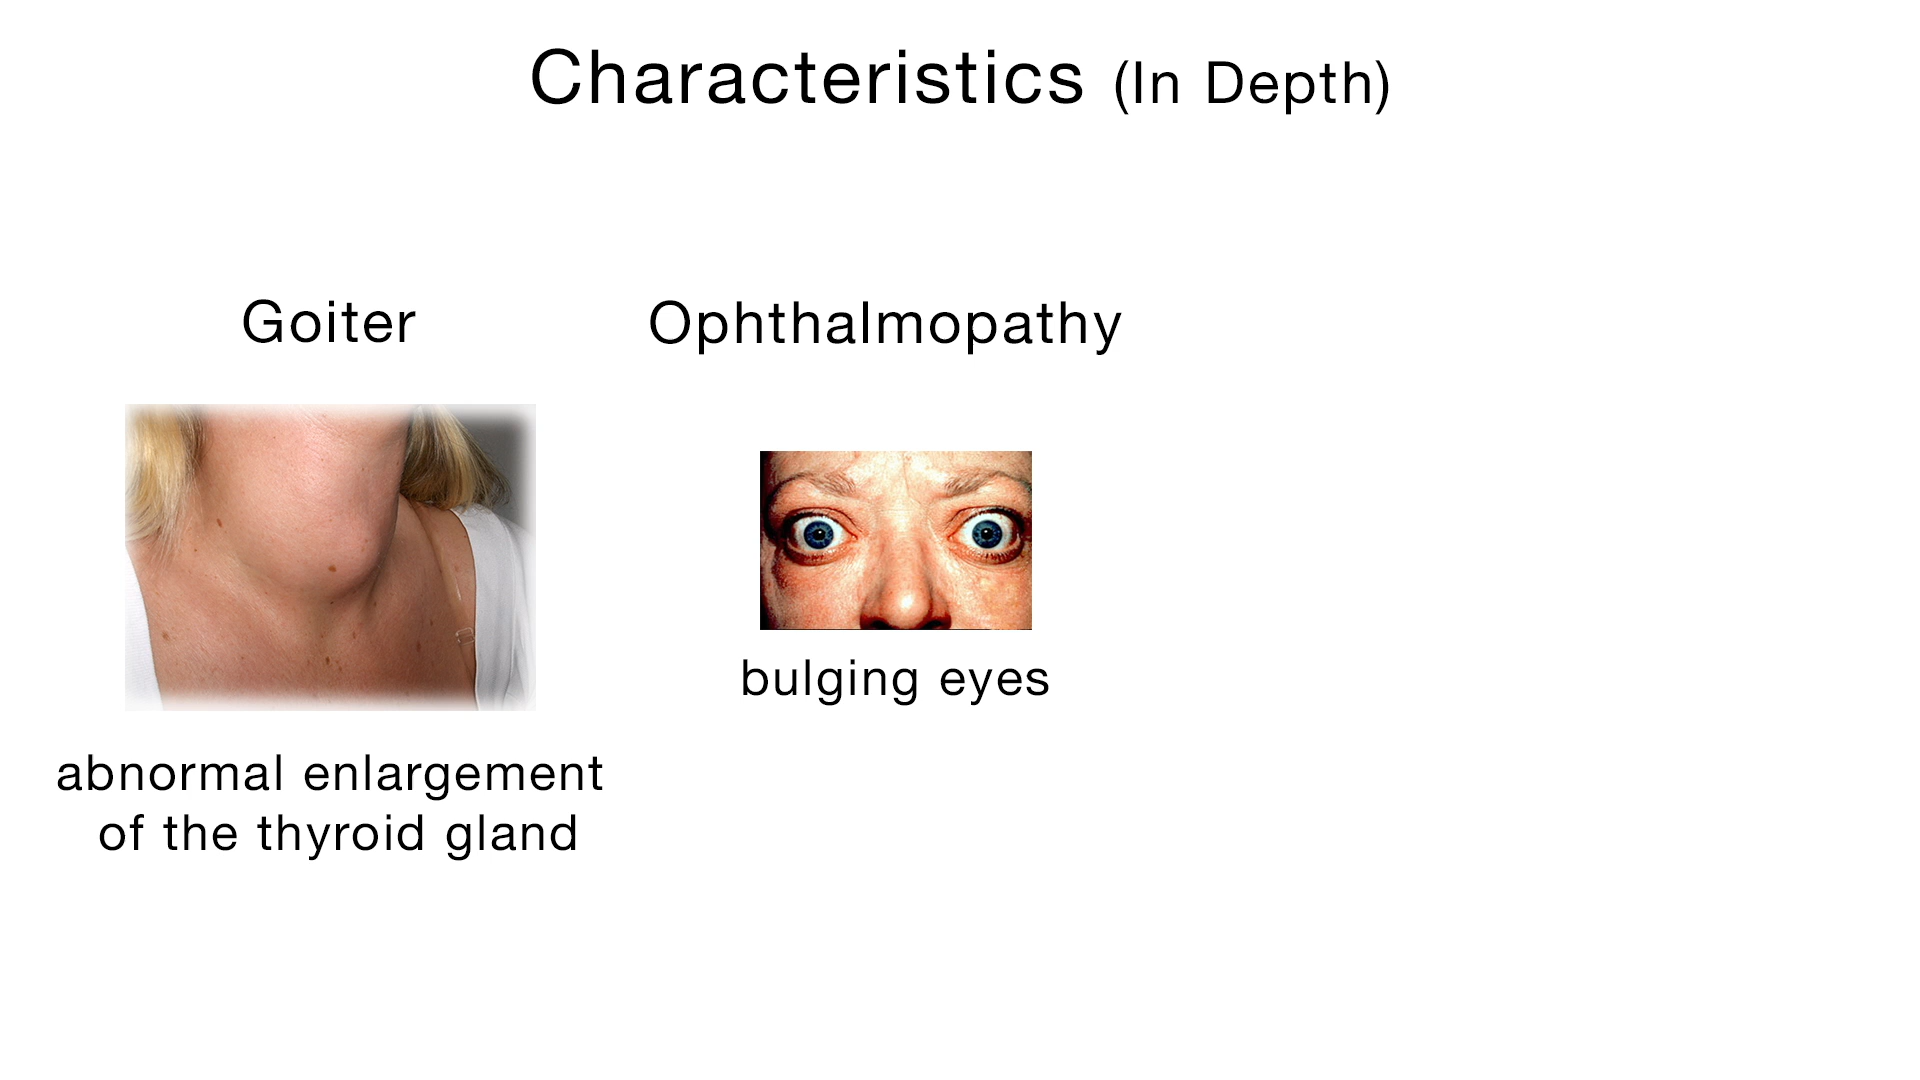 Characteristics (In Depth)
Goiter
Ophthalmopathy
bulging eyes
abnormal enlargement
of the thyroid gland